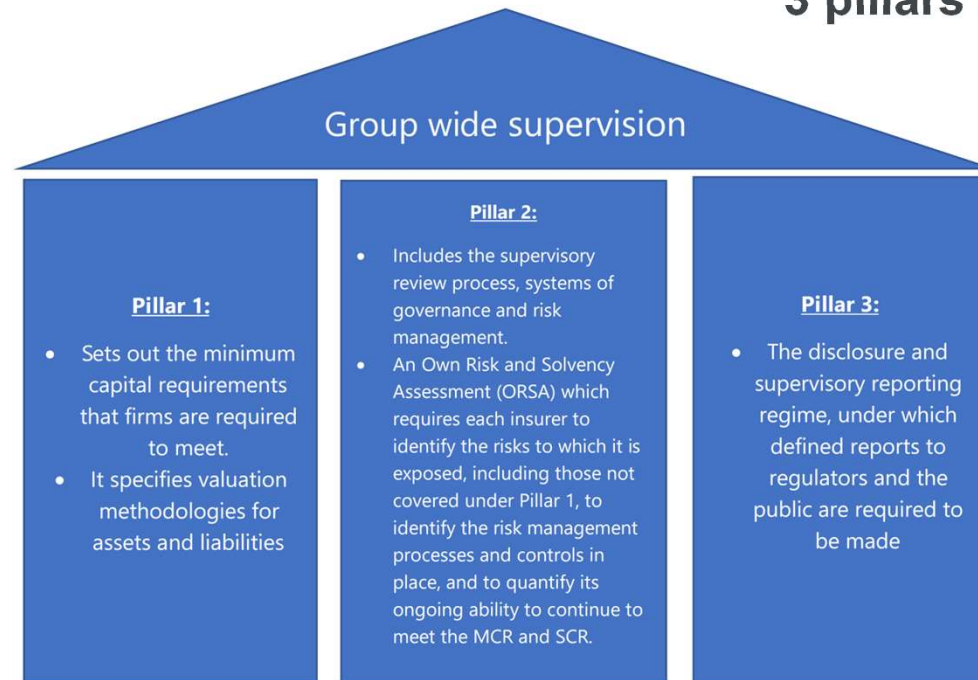 3 pillars
Group wide supervision
Pillar 1:
• Sets out the minimum
capital requirements
that firms are required
to meet.
• It specifies valuation
methodologies for
assets and liabilities
Pillar 2:
• Includes the supervisory
review process, systems of
governance and risk
management.
• An Own Risk and Solvency
Assessment (ORSA) which
requires each insurer to
identify the risks to which it is
exposed, including those not
covered under Pillar 1, to
identify the risk management
processes and controls in
place, and to quantify its
ongoing ability to continue to
meet the MCR and SCR.
Pillar 3:
• The disclosure and
supervisory reporting
regime, under which
defined reports to
regulators and the
public are required to
be made